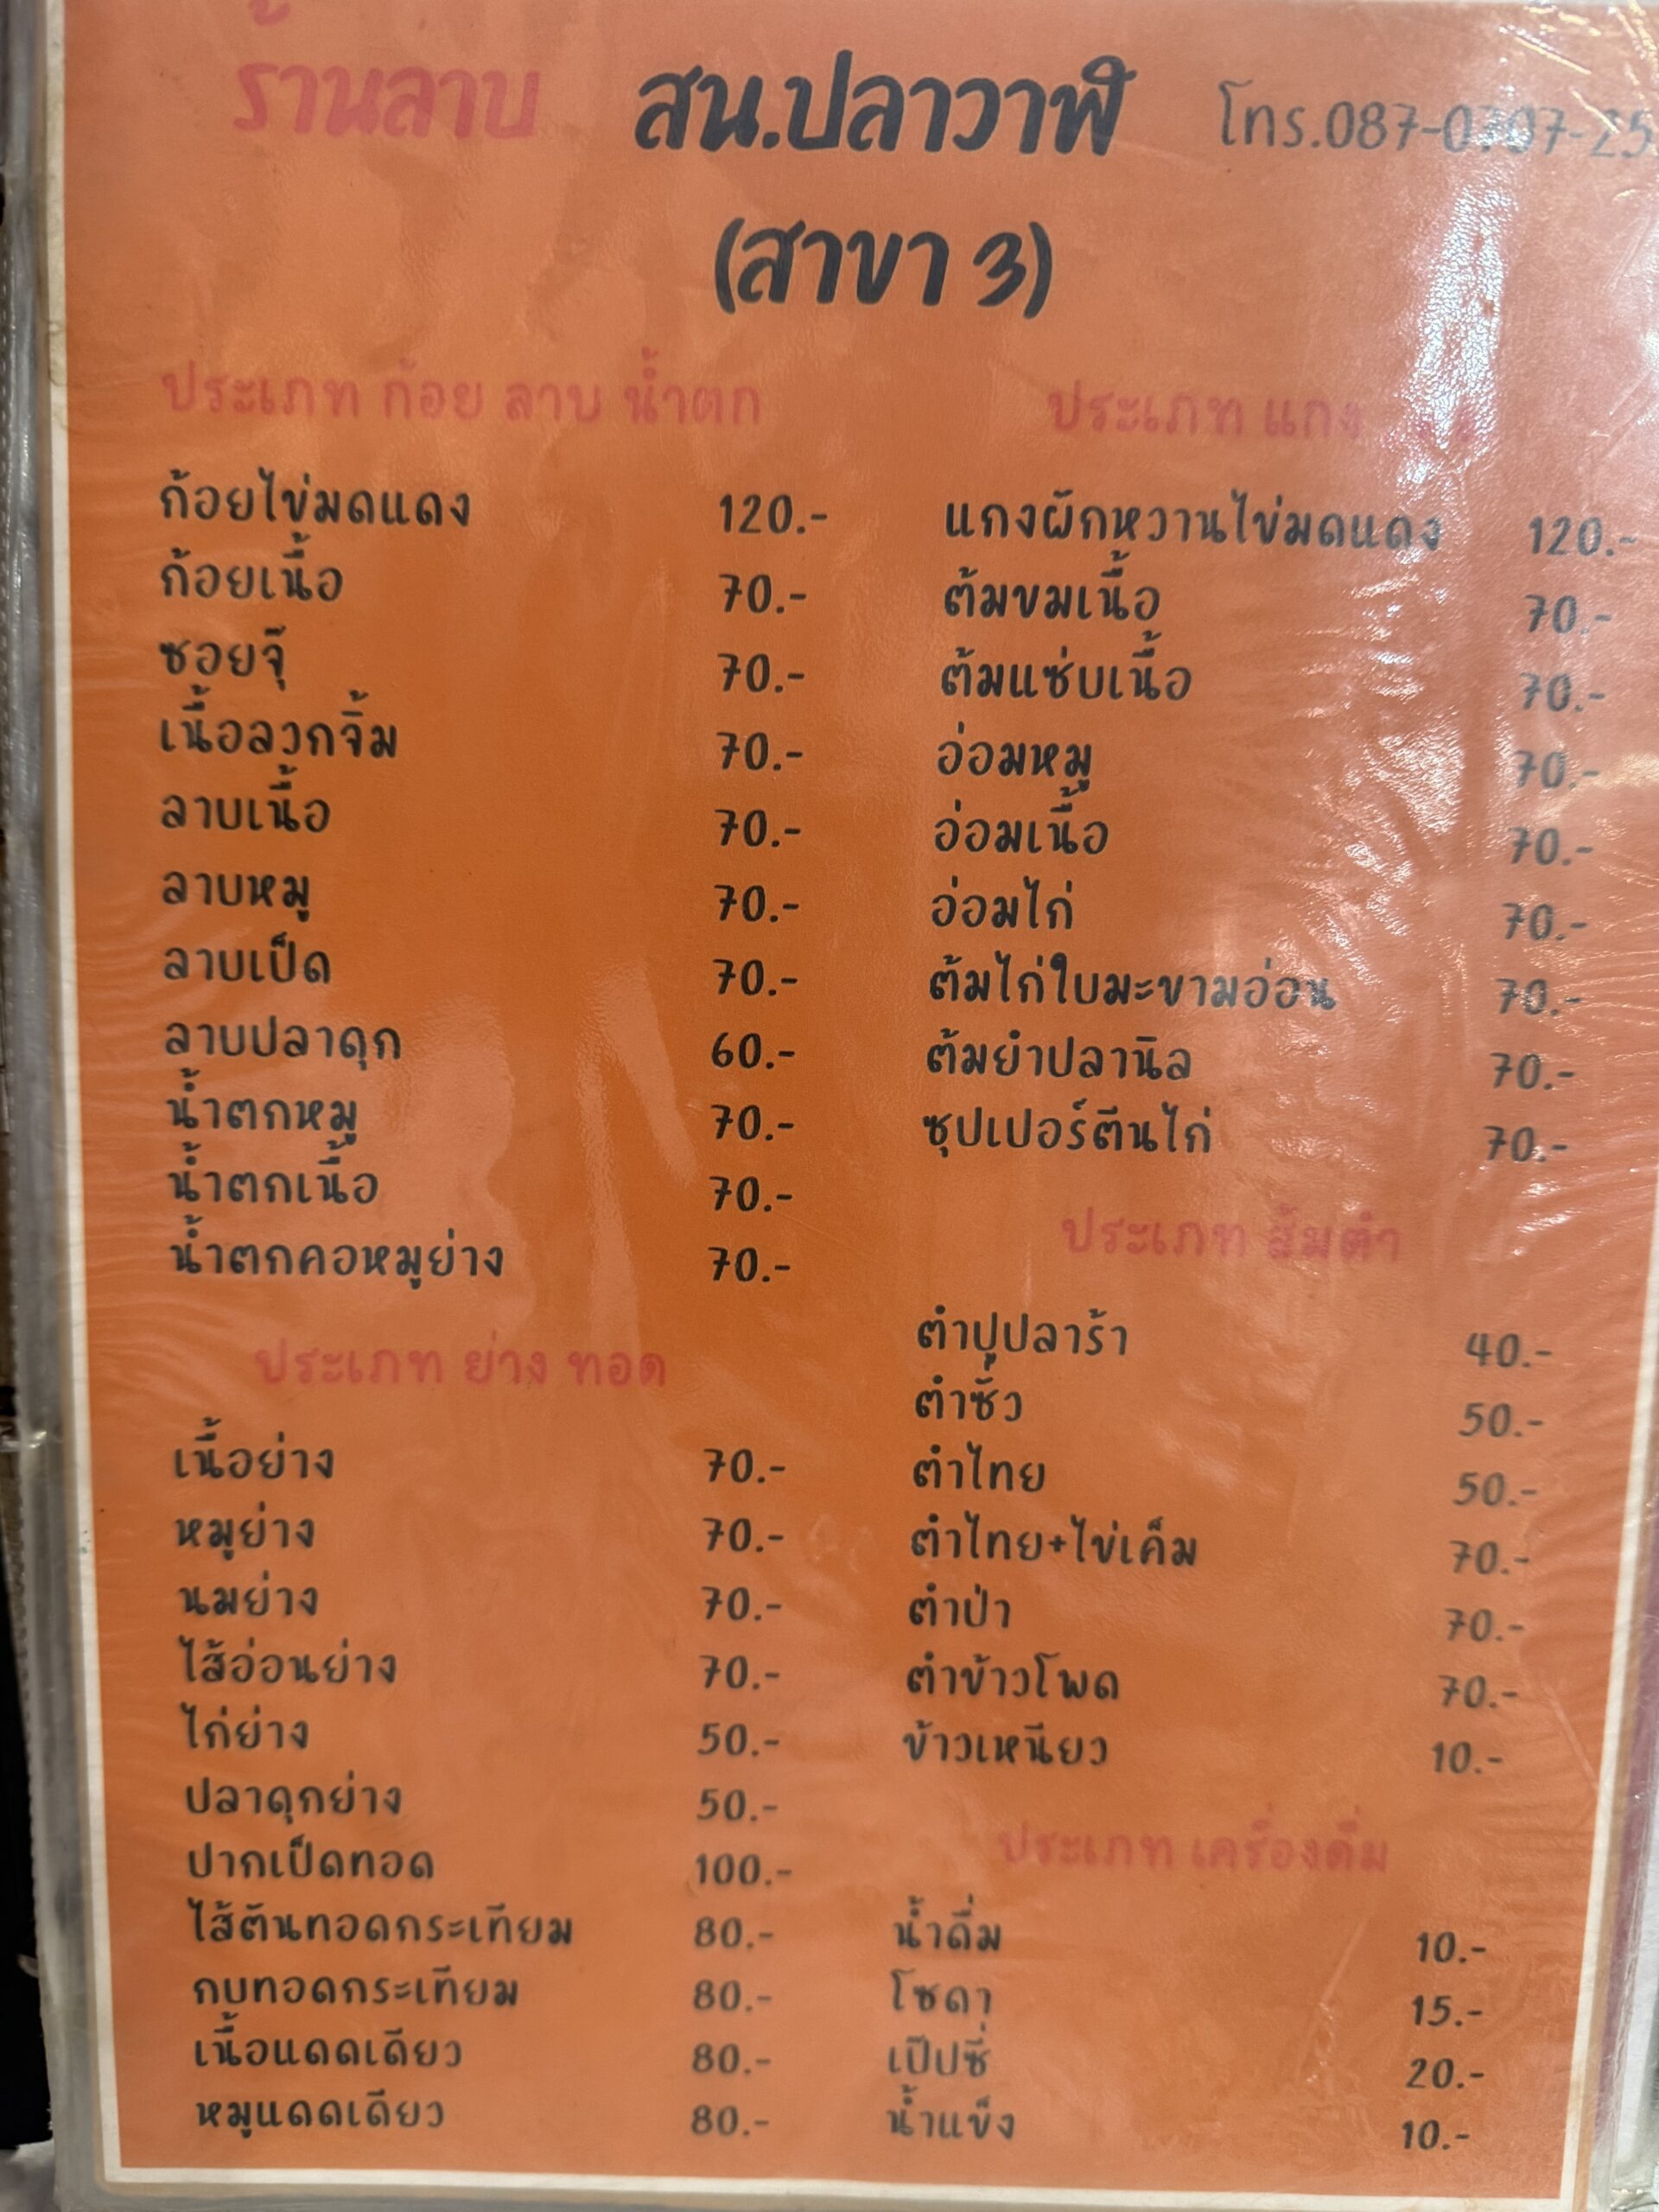 ร้านลาบ สน.ปลาวาฬ โทร.087-0707-25
(สาขา 3)
ประเภท ก้อย ลาบ น้ำตก
ก้อยไข่มดแดง 120.-
ก้อยเนื้อ 70.-
ซอยจุ๊ 70.-
เนื้อลวกจิ้ม 70.-
ลาบเนื้อ 70.-
ลาบหมู 70.-
ลาบเป็ด 70.-
ลาบปลาดุก 60.-
น้ำตกหมู 70.-
น้ำตกเนื้อ 70.-
น้ำตกคอหมูย่าง 70.-
ประเภท ย่าง ทอด
เนื้อย่าง 70.-
หมูย่าง 70.-
นมย่าง 70.-
ไส้อ่อนย่าง 70.-
ไก่ย่าง 50.-
ปลาดุกย่าง 50.-
ปากเป็ดทอด 100.-
ไส้ตันทอดกระเทียม 80.-
กบทอดกระเทียม 80.-
เนื้อแดดเดียว 80.-
หมูแดดเดียว 80.-
ประเภท แกง
แกงผักหวานไข่มดแดง 120.-
ต้มขมเนื้อ 70.-
ต้มแซ่บเนื้อ 70.-
อ่อมหมู 70.-
อ่อมเนื้อ 70.-
อ่อมไก่ 70.-
ต้มไก่ใบมะขามอ่อน 70.-
ต้มยำปลานิล 70.-
ซุปเปอร์ตีนไก่ 70.-
ประเภท ส้มตำ
ตำปูปลาร้า 40.-
ตำซั่ว 50.-
ตำไทย 50.-
ตำไทย+ไข่เค็ม 70.-
ตำป่า 70.-
ตำข้าวโพด 70.-
ข้าวเหนียว 10.-
ประเภท เครื่องดื่ม
น้ำดื่ม 10.-
โซดา 15.-
เป๊ปซี่ 20.-
น้ำแข็ง 10.-